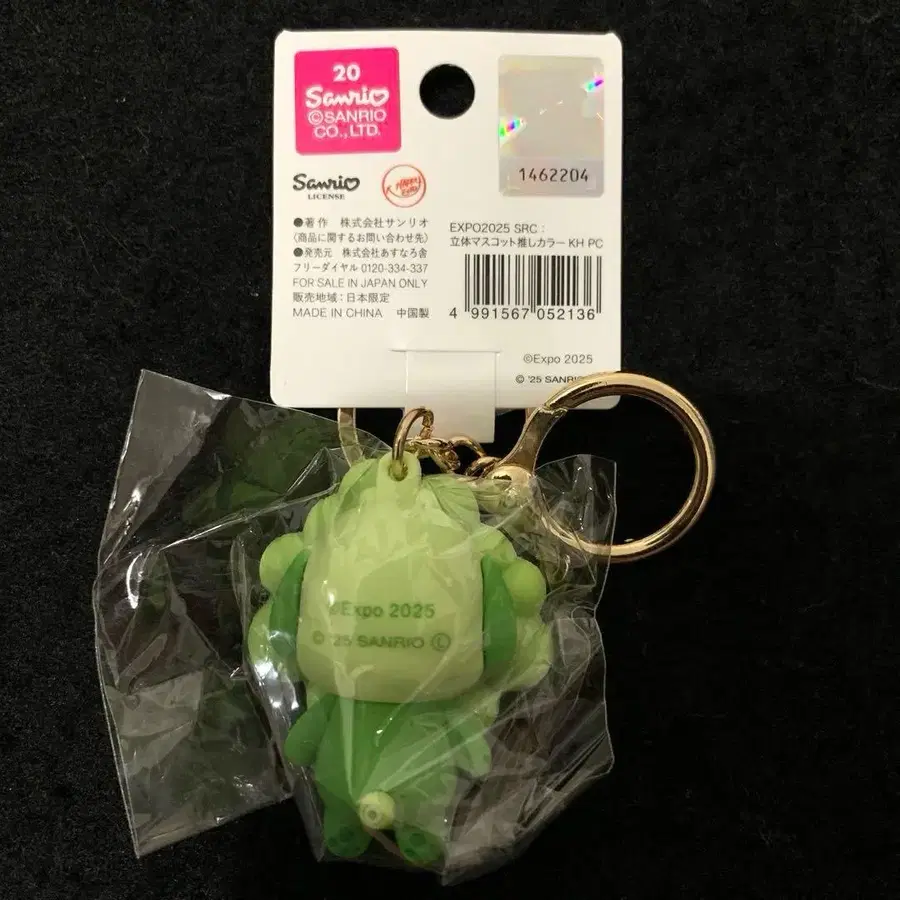 20
Sanrio
©SANRIO
CO., LTD.
1462204
Sanrio
LICENSE
●著作 株式会社サンリオ
(商品に関するお問い合わせ先)
●発売元 株式会社あすなろ舎
フリーダイヤル 0120-334-337
FOR SALE IN JAPAN ONLY
販売地域：日本限定
MADE IN CHINA 中国製
EXPO2025 SRC：
立体マスコット推しカラー KH PC
4 991567 052136
©Expo 2025
© '25 SANRIO
©Expo 2025
© '25 SANRIO Ⓛ